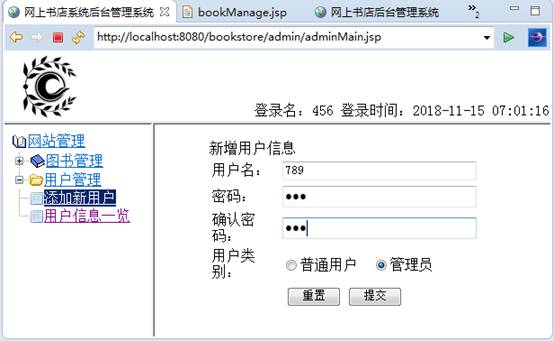 网上书店系统后台管理系统 bookManage.jsp 网上书店后台管理系统 2
http://localhost:8080/bookstore/admin/adminMain.jsp
登录名：456 登录时间：2018-11-15 07:01:16
网站管理
图书管理
用户管理
添加新用户
用户信息一览
新增用户信息
用户名： 789
密码： ●●●
确认密
码： ●●●
用户类
别： 普通用户 管理员
重置 提交